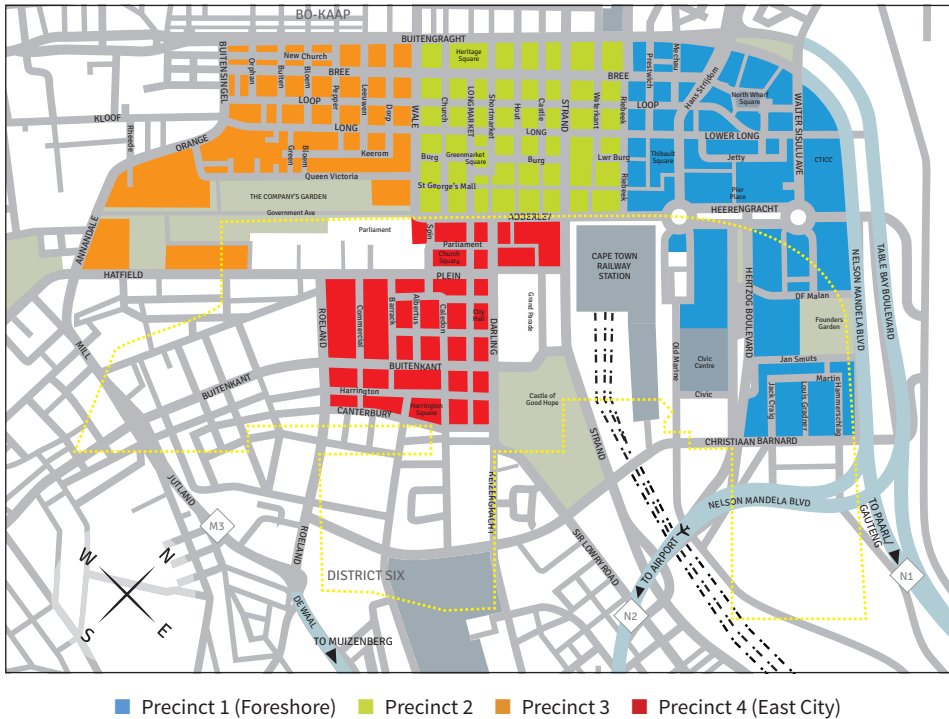 BO-KAAP
BUITENGRAGHT
BUITENSINGEL
New Church
Heritage
Square
Orphan
Buiten
Bloem
BREE
BREE
Prestwich
Mechau
Hans Strijdom
North Wharf
Square
WALTER SISULU AVE
KLOOF
Rheede
LOOP
Pepper
Leeuwen
Dorp
WALE
Church
LONGMARKET
Shortmarket
Hout
Castle
STRAND
Waterkant
Riebeek
LOOP
ORANGE
LONG
LONG
LOWER LONG
Green
Bloem
Keerom
Burg
Greenmarket
Square
Burg
Lwr Burg
Thibault
Square
Jetty
CTICC
Queen Victoria
St George's Mall
Riebeek
Pier
Place
THE COMPANY'S GARDEN
Government Ave
Parliament
Spin
ADDERLEY
HEERENGRACHT
ANNANDALE
Parliament
Church
Square
CAPE TOWN
RAILWAY
STATION
HATFIELD
PLEIN
HERTZOG BOULEVARD
NELSON MANDELA BLVD
TABLE BAY BOULEVARD
DF Malan
ROELAND
Commercial
Barrack
Albertus
Caledon
City
Hall
DARLING
Grand Parade
Founders
Garden
MILL
Old Marine
Civic
Centre
Jan Smuts
BUITENKANT
BUITENKANT
Harrington
Harrington
Square
CANTERBURY
Castle of
Good Hope
STRAND
Civic
Martin
Hammerschlag
Jack Craig
Louis Gradner
CHRISTIAAN BARNARD
JUTLAND
KEIZERGRACHT
NELSON MANDELA BLVD
TO PAARL/
GAUTENG
M3
ROELAND
SIR LOWRY ROAD
TO AIRPORT
N1
W
N
S
E
DISTRICT SIX
DE WAAL
TO MUIZENBERG
N2
Precinct 1 (Foreshore)
Precinct 2
Precinct 3
Precinct 4 (East City)